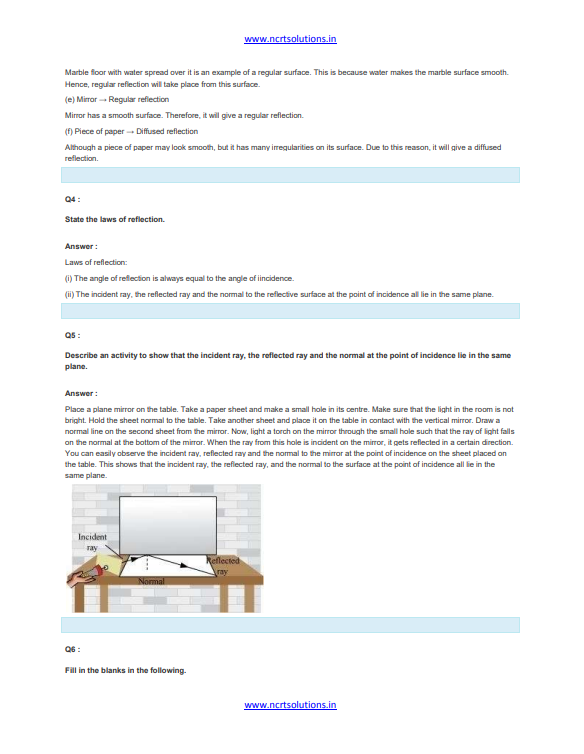 www.ncrtsolutions.in
Marble floor with water spread over it is an example of a regular surface. This is because water makes the marble surface smooth.
Hence, regular reflection will take place from this surface.
(e) Mirror → Regular reflection
Mirror has a smooth surface. Therefore, it will give a regular reflection.
(f) Piece of paper → Diffused reflection
Although a piece of paper may look smooth, but it has many irregularities on its surface. Due to this reason, it will give a diffused
reflection.
Q4 :
State the laws of reflection.
Answer :
Laws of reflection:
(i) The angle of reflection is always equal to the angle of iincidence.
(ii) The incident ray, the reflected ray and the normal to the reflective surface at the point of incidence all lie in the same plane.
Q5 :
Describe an activity to show that the incident ray, the reflected ray and the normal at the point of incidence lie in the same
plane.
Answer :
Place a plane mirror on the table. Take a paper sheet and make a small hole in its centre. Make sure that the light in the room is not
bright. Hold the sheet normal to the table. Take another sheet and place it on the table in contact with the vertical mirror. Draw a
normal line on the second sheet from the mirror. Now, light a torch on the mirror through the small hole such that the ray of light falls
on the normal at the bottom of the mirror. When the ray from this hole is incident on the mirror, it gets reflected in a certain direction.
You can easily observe the incident ray, reflected ray and the normal to the mirror at the point of incidence on the sheet placed on
the table. This shows that the incident ray, the reflected ray, and the normal to the surface at the point of incidence all lie in the
same plane.
Incident
ray
Reflected
ray
Normal
Q6 :
Fill in the blanks in the following.
www.ncrtsolutions.in